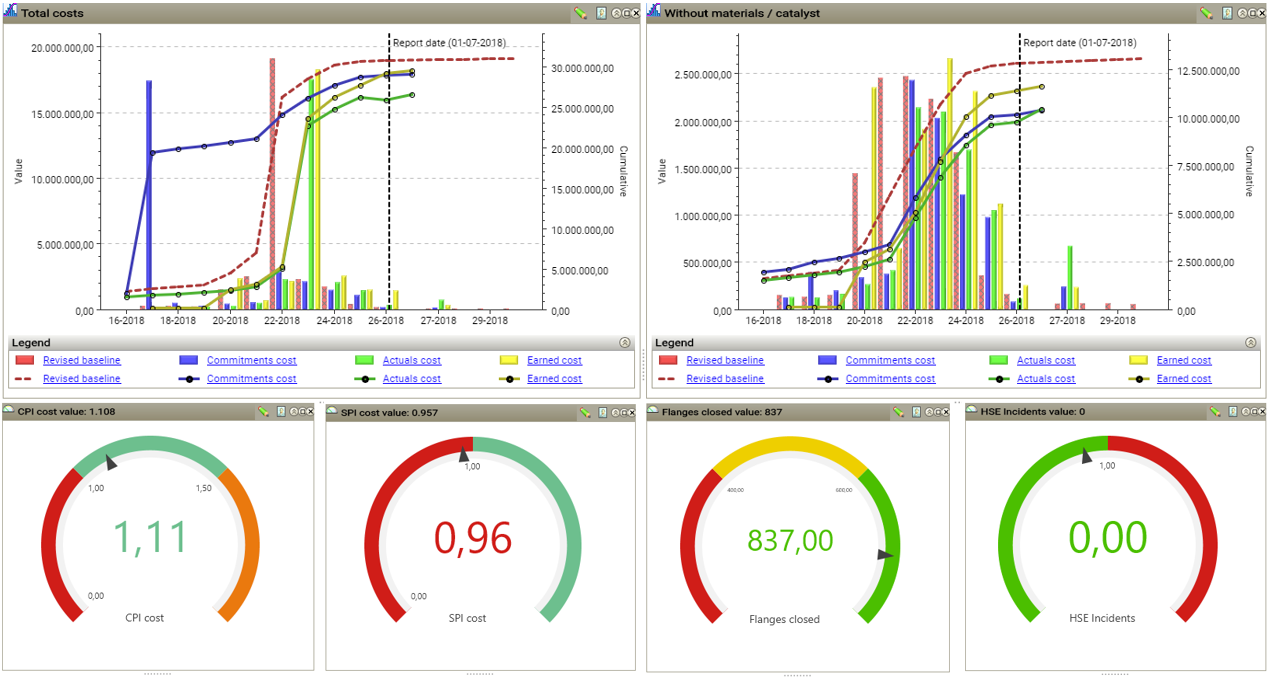 Total costs
Report date (01-07-2018)
20.000.000,00
15.000.000,00
10.000.000,00
5.000.000,00
0,00
Value
30.000.000,00
25.000.000,00
20.000.000,00
15.000.000,00
10.000.000,00
5.000.000,00
0,00
Cumulative
16-2018 18-2018 20-2018 22-2018 24-2018 26-2018 27-2018 29-2018
Legend
Revised baseline Commitments cost Actuals cost Earned cost
Revised baseline Commitments cost Actuals cost Earned cost
Without materials / catalyst
Report date (01-07-2018)
2.500.000,00
2.000.000,00
1.500.000,00
1.000.000,00
500.000,00
0,00
Value
12.500.000,00
10.000.000,00
7.500.000,00
5.000.000,00
2.500.000,00
0,00
Cumulative
16-2018 18-2018 20-2018 22-2018 24-2018 26-2018 27-2018 29-2018
Legend
Revised baseline Commitments cost Actuals cost Earned cost
Revised baseline Commitments cost Actuals cost Earned cost
CPI cost value: 1.108
1,00 1,50
1,11
0,00
CPI cost
SPI cost value: 0.957
1,00
0,96
0,00
SPI cost
Flanges closed value: 837
400,00 600,00
837,00
Flanges closed
HSE Incidents value: 0
1,00
0,00
HSE Incidents